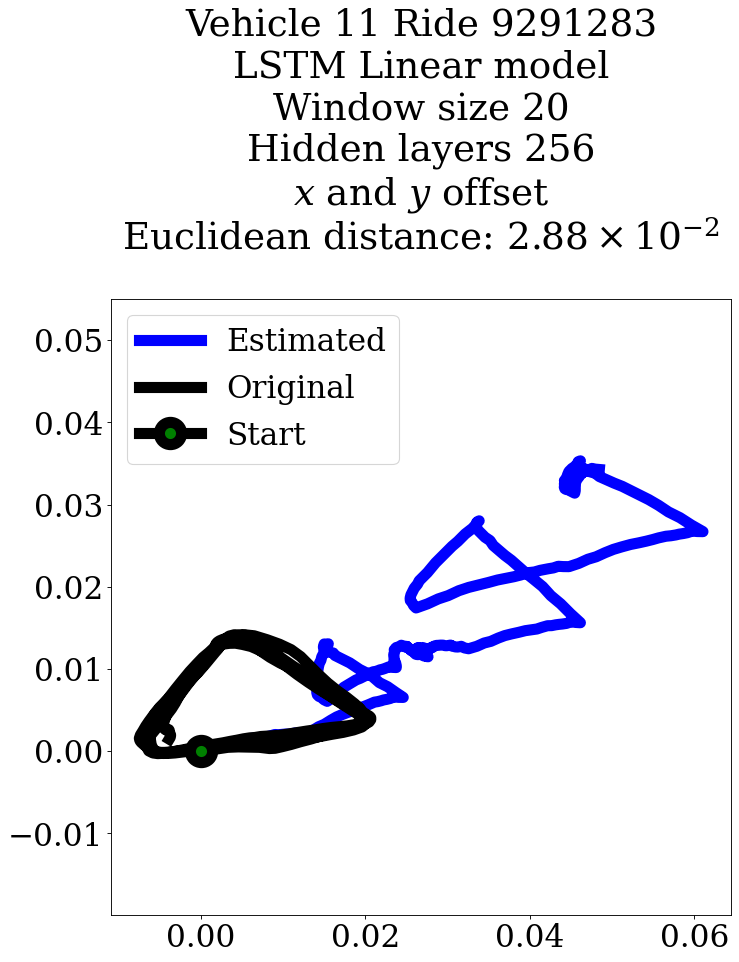 Vehicle 11 Ride 9291283
LSTM Linear model
Window size 20
Hidden layers 256
x and y offset
Euclidean distance: 2.88 × 10⁻²
Estimated
Original
Start
0.05
0.04
0.03
0.02
0.01
0.00
−0.01
0.00 0.02 0.04 0.06